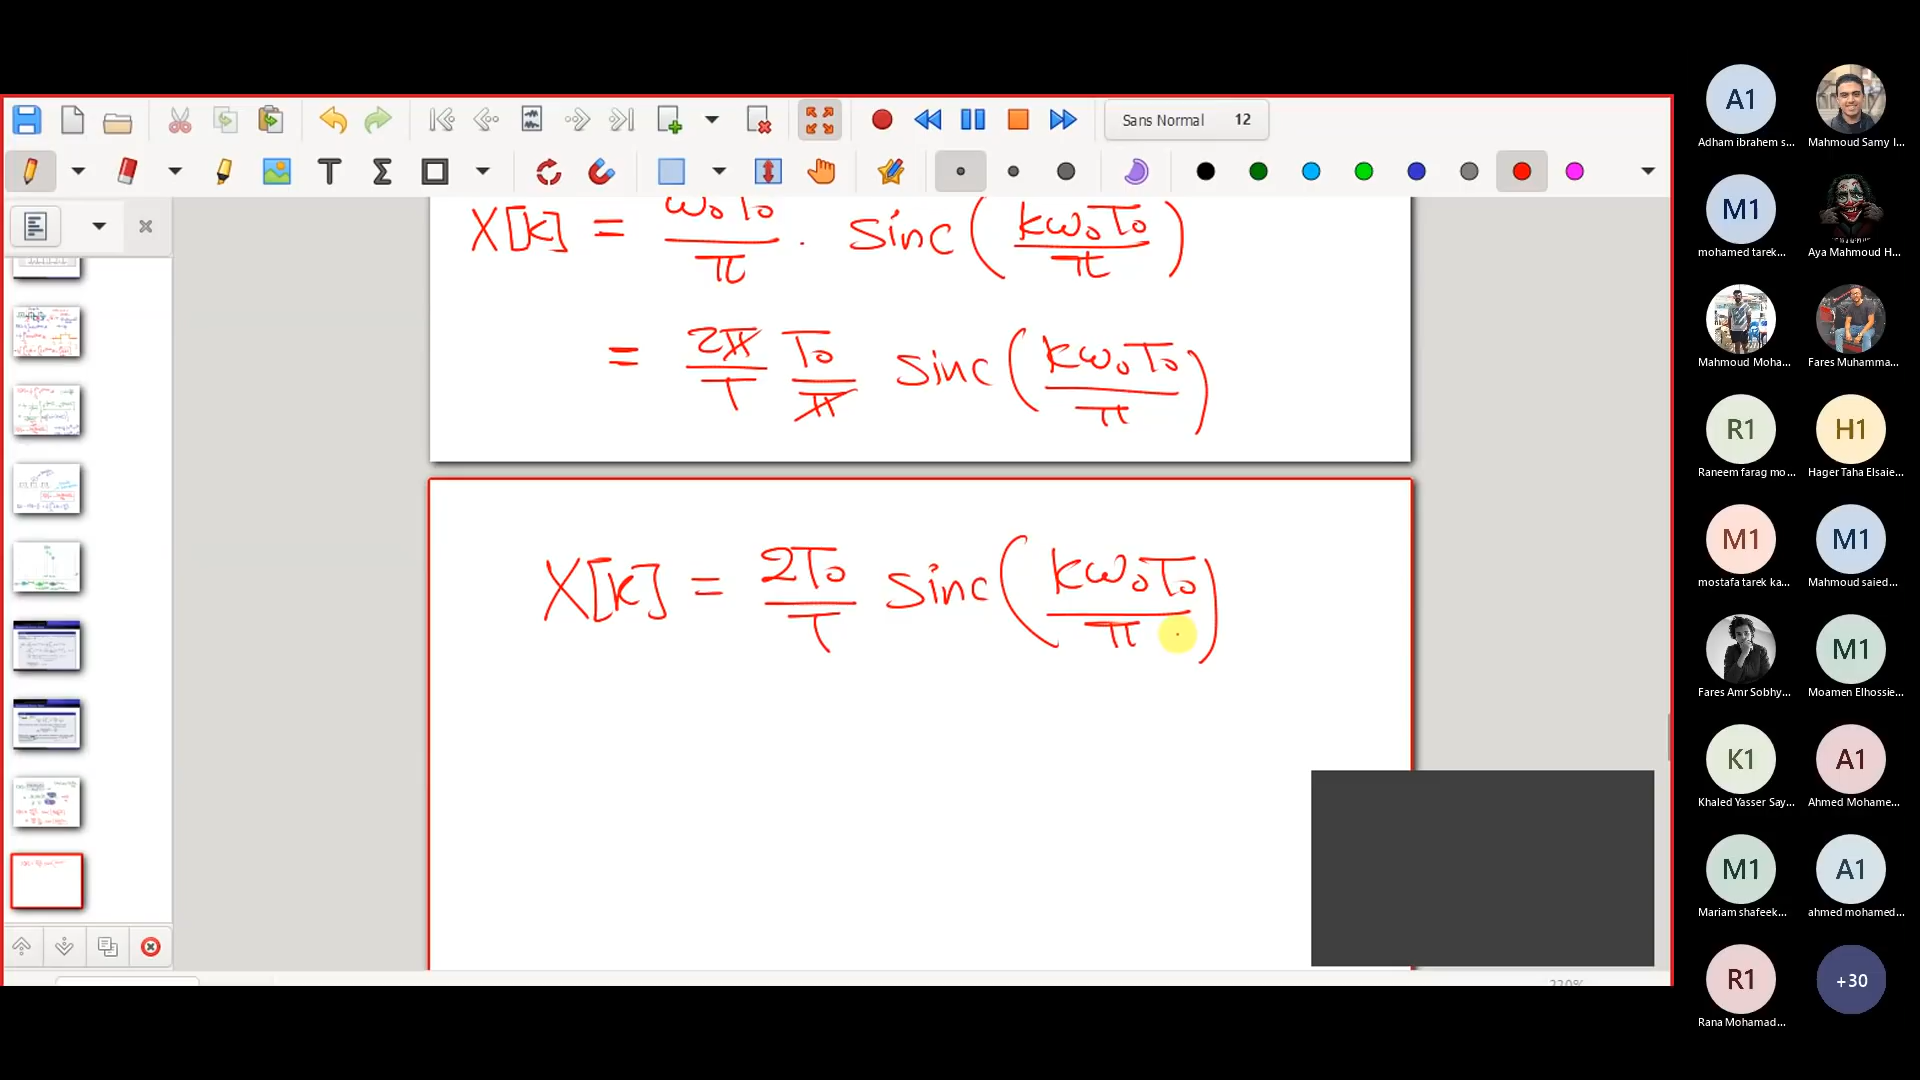 Sans Normal 12
X[k] = ω₀T₀/π . sinc(kω₀T₀/π)
= 2π/T T₀/π sinc(kω₀T₀/π)
X[k] = 2T₀/T sinc(kω₀T₀/π)
A1
Adham ibrahem s...
Mahmoud Samy I...
M1
mohamed tarek...
Aya Mahmoud H...
Mahmoud Moha...
Fares Muhamma...
R1 H1
Raneem farag mo... Hager Taha Elsaie...
M1 M1
mostafa tarek ka... Mahmoud saied...
M1
Fares Amr Sobhy... Moamen Elhossie...
K1 A1
Khaled Yasser Say... Ahmed Mohame...
M1 A1
Mariam shafeek... ahmed mohamed...
R1 +30
Rana Mohamad...